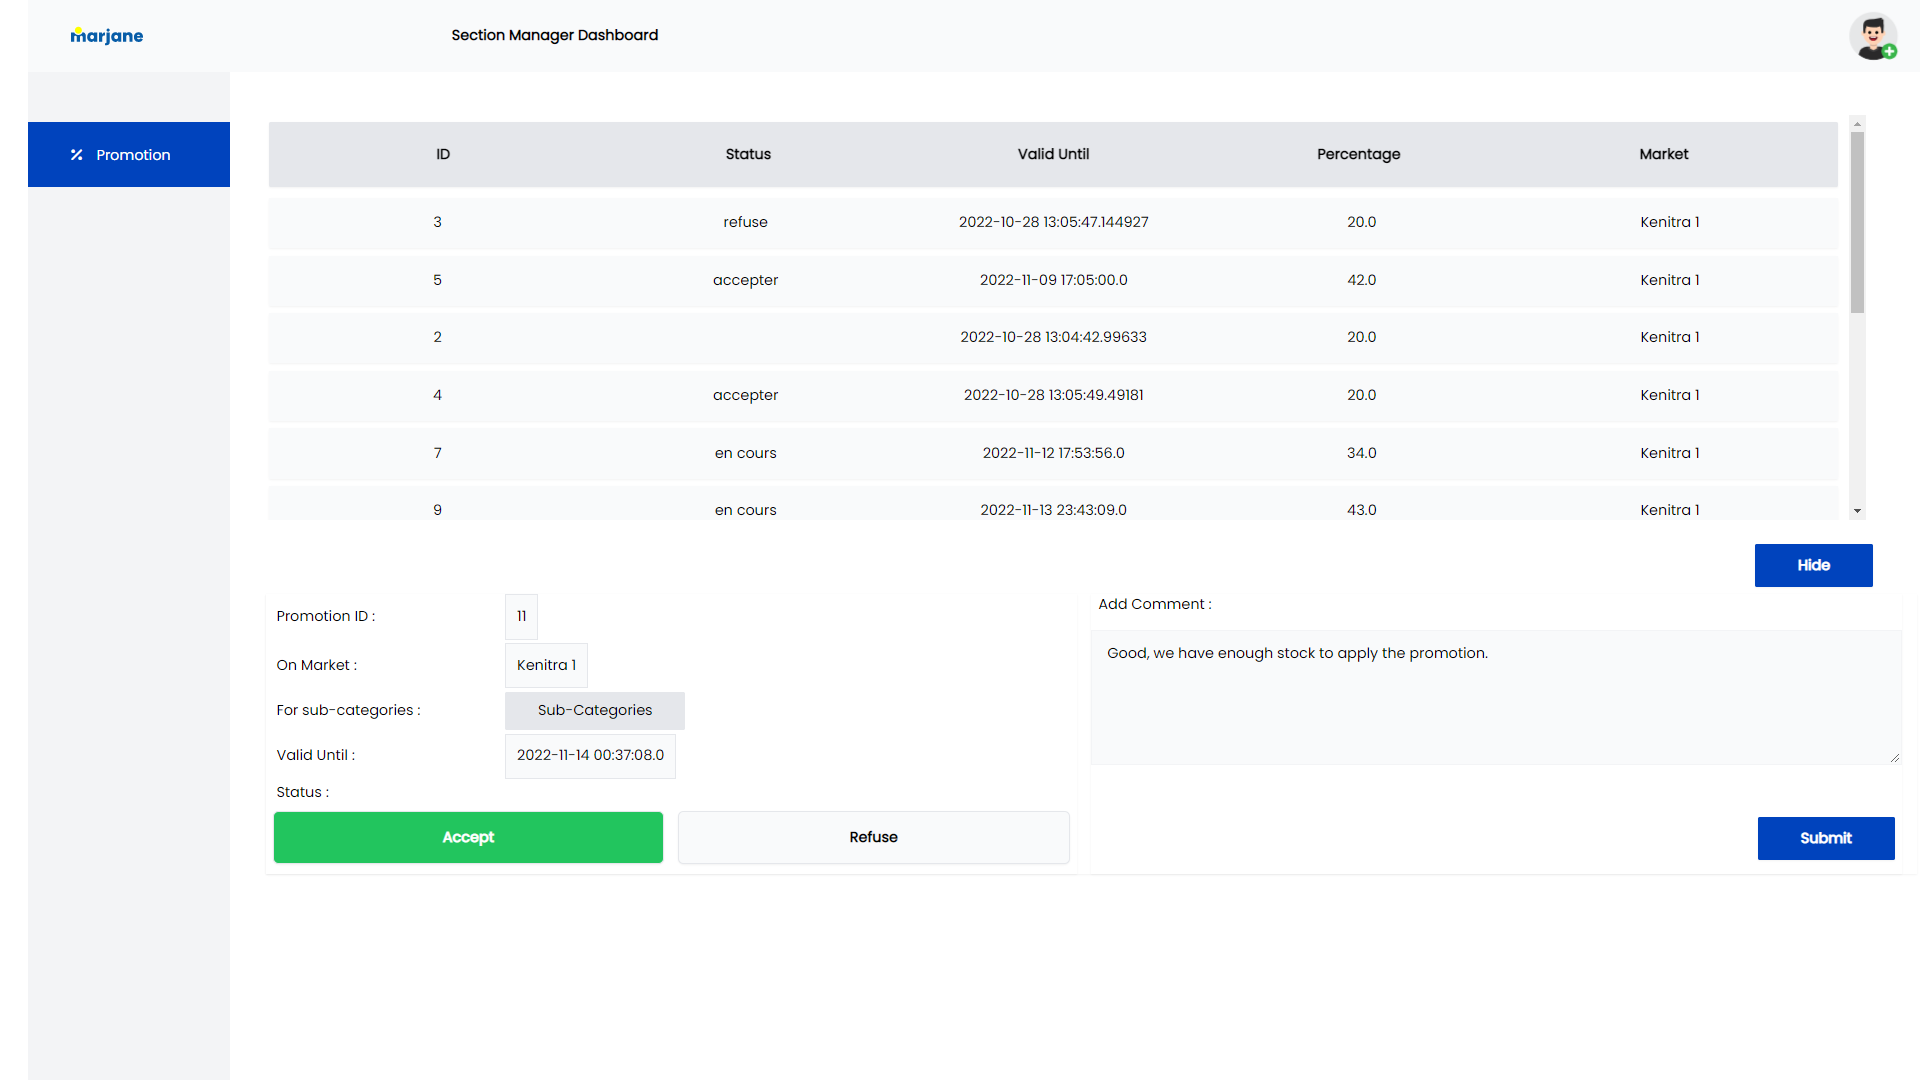 marjane
Section Manager Dashboard
Promotion
ID Status Valid Until Percentage Market
3 refuse 2022-10-28 13:05:47.144927 20.0 Kenitra 1
5 accepter 2022-11-09 17:05:00.0 42.0 Kenitra 1
2 2022-10-28 13:04:42.99633 20.0 Kenitra 1
4 accepter 2022-10-28 13:05:49.49181 20.0 Kenitra 1
7 en cours 2022-11-12 17:53:56.0 34.0 Kenitra 1
9 en cours 2022-11-13 23:43:09.0 43.0 Kenitra 1
Hide
Promotion ID : 11
On Market : Kenitra 1
For sub-categories : Sub-Categories
Valid Until : 2022-11-14 00:37:08.0
Status :
Accept Refuse
Add Comment :
Good, we have enough stock to apply the promotion.
Submit